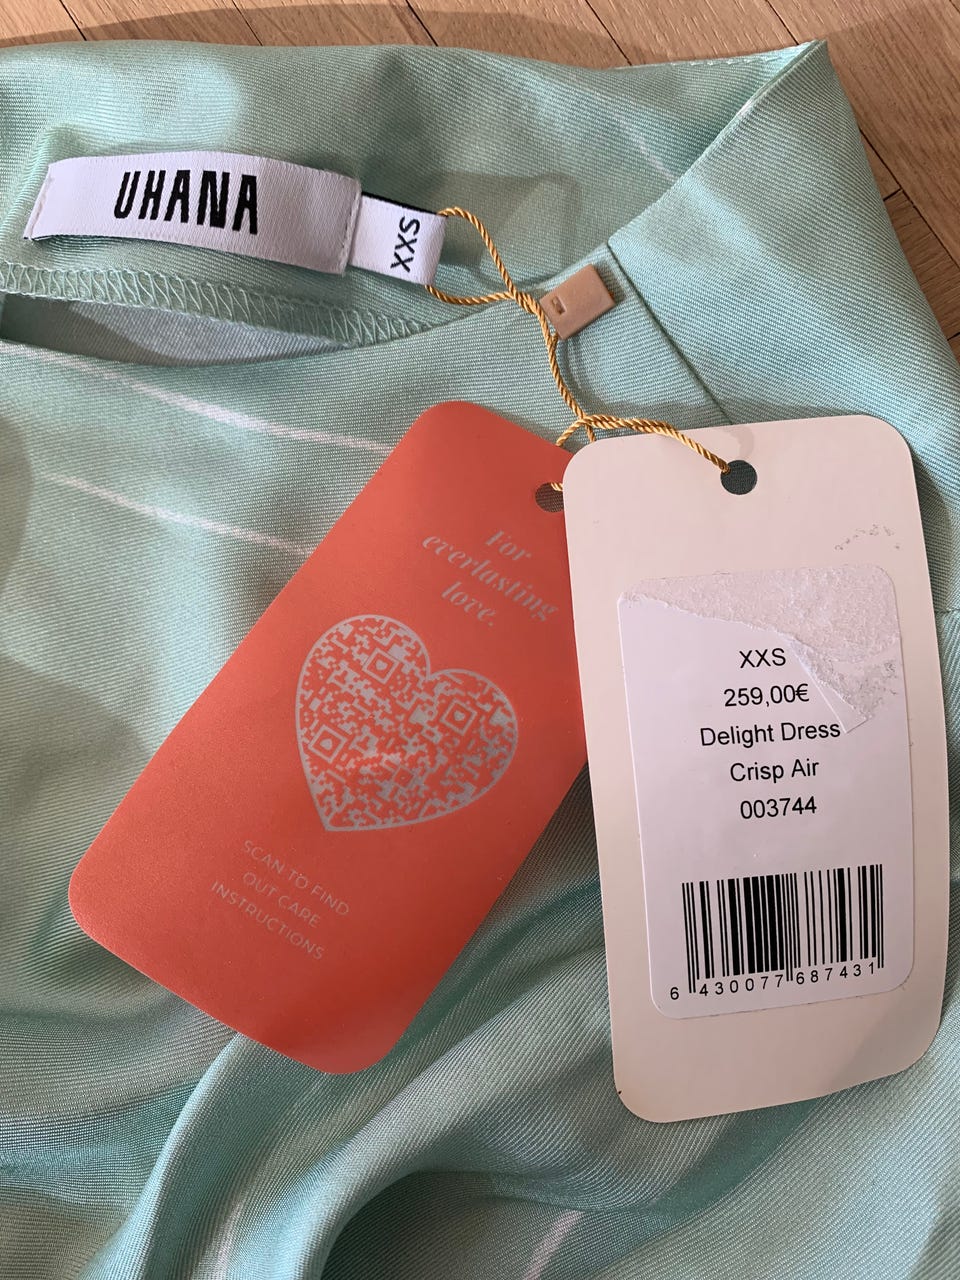 UHANA
XXS
For
everlasting
love.
SCAN TO FIND
OUT CARE
INSTRUCTIONS
XXS
259,00€
Delight Dress
Crisp Air
003744
6 430077 687431